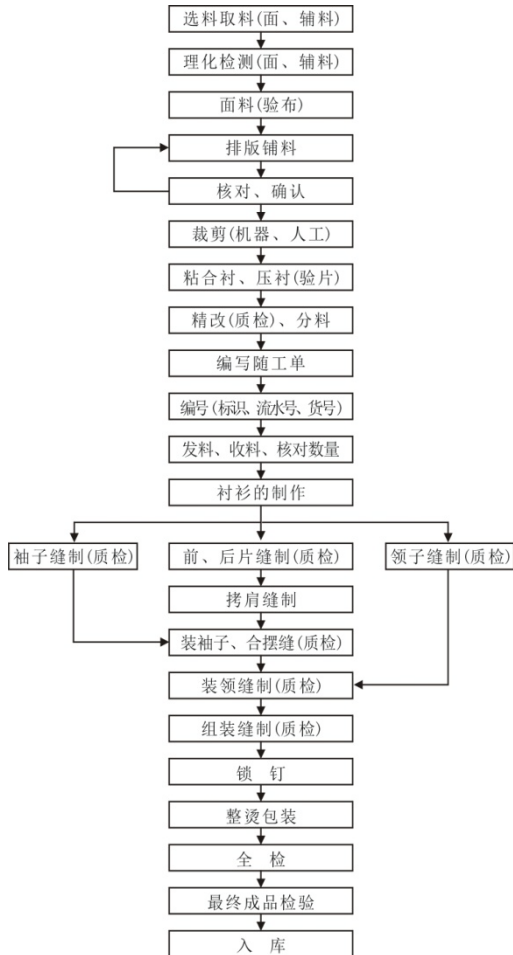 选料取料(面、辅料)
理化检测(面、辅料)
面料(验布)
排版铺料
核对、确认
裁剪(机器、人工)
粘合衬、压衬(验片)
精改(质检)、分料
编写随工单
编号(标识、流水号、货号)
发料、收料、核对数量
衬衫的制作
袖子缝制(质检)
前、后片缝制(质检)
领子缝制(质检)
拷肩缝制
装袖子、合摆缝(质检)
装领缝制(质检)
组装缝制(质检)
锁 钉
整烫包装
全 检
最终成品检验
入 库